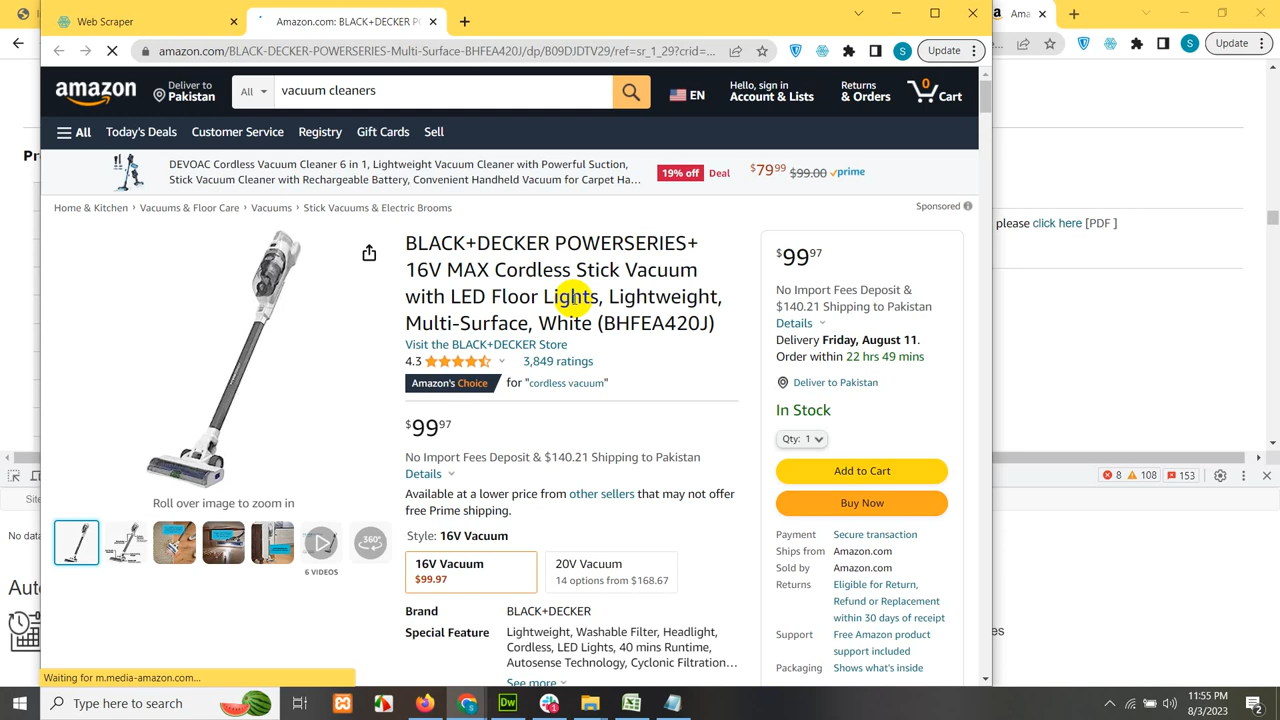 Web Scraper
Amazon.com: BLACK+DECKER P
Ama
amazon.com/BLACK-DECKER-POWERSERIES-Multi-Surface-BHFEA420J/dp/B09DJDTV29/ref=sr_1_29?crid=...
S
Update
S
Update
amazon
Deliver to
Pakistan
All
vacuum cleaners
EN
Hello, sign in
Account & Lists
Returns
& Orders
0
Cart
All
Today's Deals
Customer Service
Registry
Gift Cards
Sell
DEVOAC Cordless Vacuum Cleaner 6 in 1, Lightweight Vacuum Cleaner with Powerful Suction,
Stick Vacuum Cleaner with Rechargeable Battery, Convenient Handheld Vacuum for Carpet Ha...
19% off
Deal
$79 99
$99.00
prime
Sponsored
Home & Kitchen › Vacuums & Floor Care › Vacuums › Stick Vacuums & Electric Brooms
Roll over image to zoom in
6 VIDEOS
360°
BLACK+DECKER POWERSERIES+
16V MAX Cordless Stick Vacuum
with LED Floor Lights, Lightweight,
Multi-Surface, White (BHFEA420J)
Visit the BLACK+DECKER Store
4.3
3,849 ratings
Amazon's Choice for "cordless vacuum"
$99 97
No Import Fees Deposit & $140.21 Shipping to Pakistan
Details
Available at a lower price from other sellers that may not offer
free Prime shipping.
Style: 16V Vacuum
16V Vacuum
$99.97
20V Vacuum
14 options from $168.67
Brand BLACK+DECKER
Special Feature Lightweight, Washable Filter, Headlight,
Cordless, LED Lights, 40 mins Runtime,
Autosense Technology, Cyclonic Filtration...
See more
$99 97
No Import Fees Deposit &
$140.21 Shipping to Pakistan
Details
Delivery Friday, August 11.
Order within 22 hrs 49 mins
Deliver to Pakistan
In Stock
Qty: 1
Add to Cart
Buy Now
Payment Secure transaction
Ships from Amazon.com
Sold by Amazon.com
Returns Eligible for Return,
Refund or Replacement
within 30 days of receipt
Support Free Amazon product
support included
Packaging Shows what's inside
please click here [PDF ]
8
108
153
No data
Waiting for m.media-amazon.com...
Type here to search
11:55 PM
8/3/2023
2